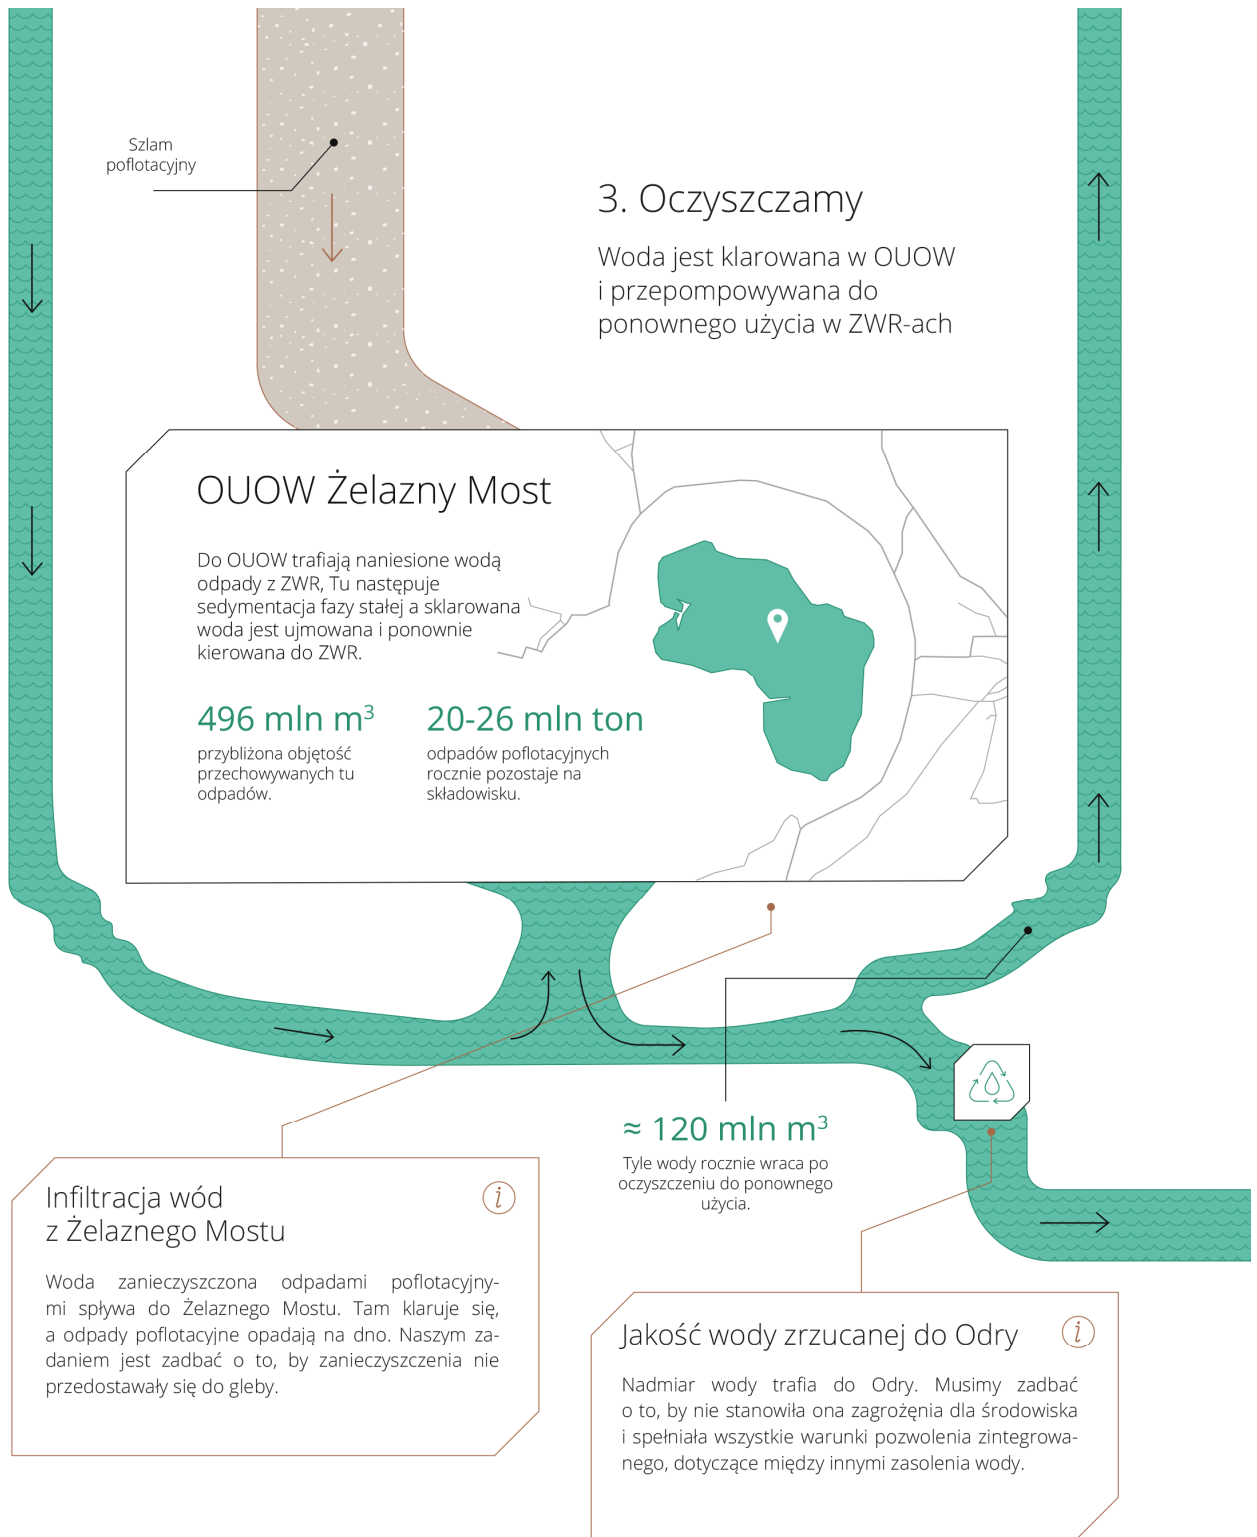 Szlam
poflotacyjny
3. Oczyszczamy
Woda jest klarowana w OUOW
i przepompowywana do
ponownego użycia w ZWR-ach
OUOW Żelazny Most
Do OUOW trafiają naniesione wodą
odpady z ZWR, Tu następuje
sedymentacja fazy stałej a sklarowana
woda jest ujmowana i ponownie
kierowana do ZWR.
496 mln m³
przybliżona objętość
przechowywanych tu
odpadów.
20-26 mln ton
odpadów poflotacyjnych
rocznie pozostaje na
składowisku.
≈ 120 mln m³
Tyle wody rocznie wraca po
oczyszczeniu do ponownego
użycia.
Infiltracja wód
z Żelaznego Mostu
i
Woda zanieczyszczona odpadami poflotacyjny-
mi spływa do Żelaznego Mostu. Tam klaruje się,
a odpady poflotacyjne opadają na dno. Naszym za-
daniem jest zadbać o to, by zanieczyszczenia nie
przedostawały się do gleby.
Jakość wody zrzucanej do Odry
i
Nadmiar wody trafia do Odry. Musimy zadbać
o to, by nie stanowiła ona zagrożęnia dla środowiska
i spełniała wszystkie warunki pozwolenia zintegrowa-
nego, dotyczące między innymi zasolenia wody.